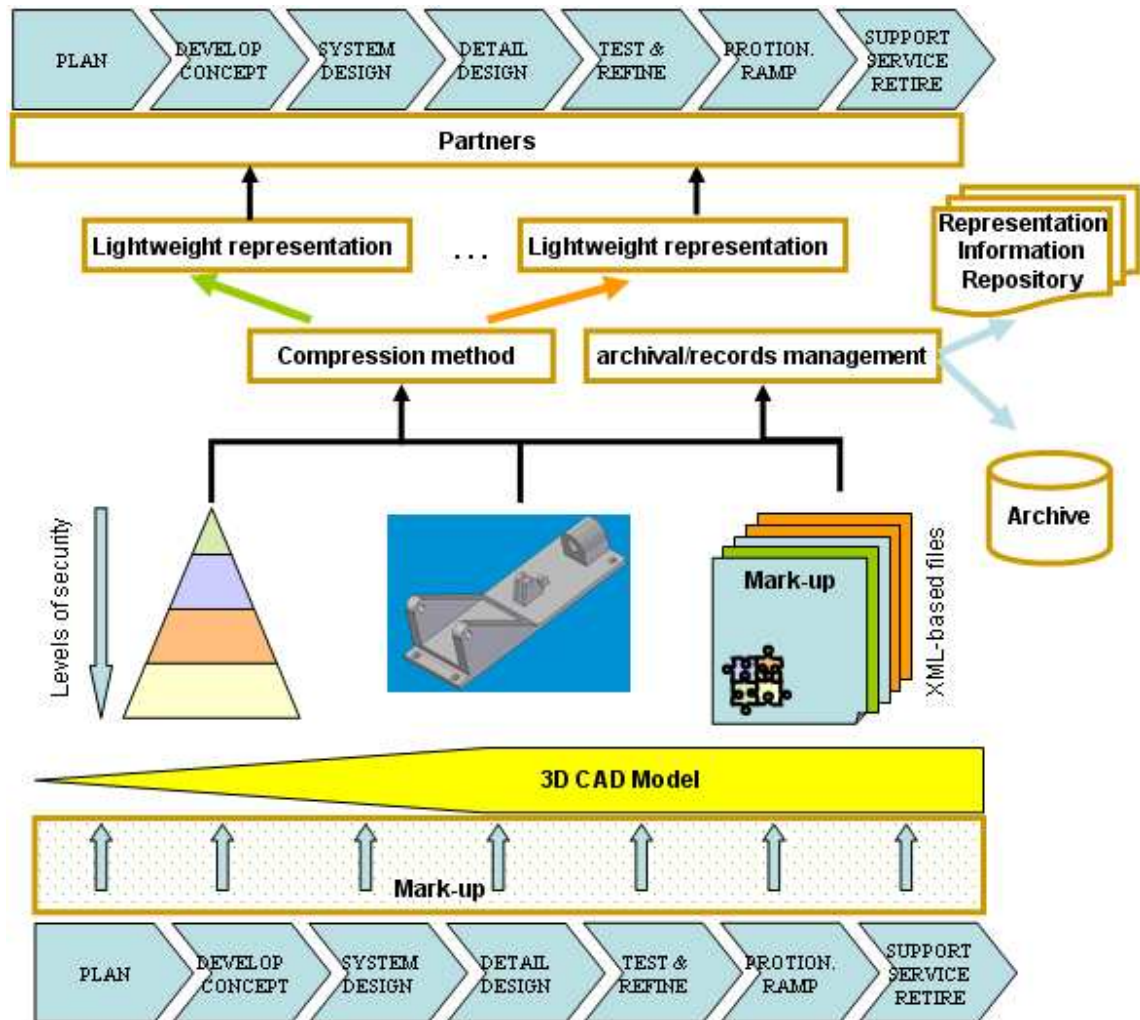 PLAN
DEVELOP
CONCEPT
SYSTEM
DESIGN
DETAIL
DESIGN
TEST &
REFINE
PROTION.
RAMP
SUPPORT
SERVICE
RETIRE
Partners
Lightweight representation
. . .
Lightweight representation
Representation
Information
Repository
Compression method
archival/records management
Archive
Levels of security
Mark-up
XML-based files
3D CAD Model
Mark-up
PLAN
DEVELOP
CONCEPT
SYSTEM
DESIGN
DETAIL
DESIGN
TEST &
REFINE
PROTION.
RAMP
SUPPORT
SERVICE
RETIRE